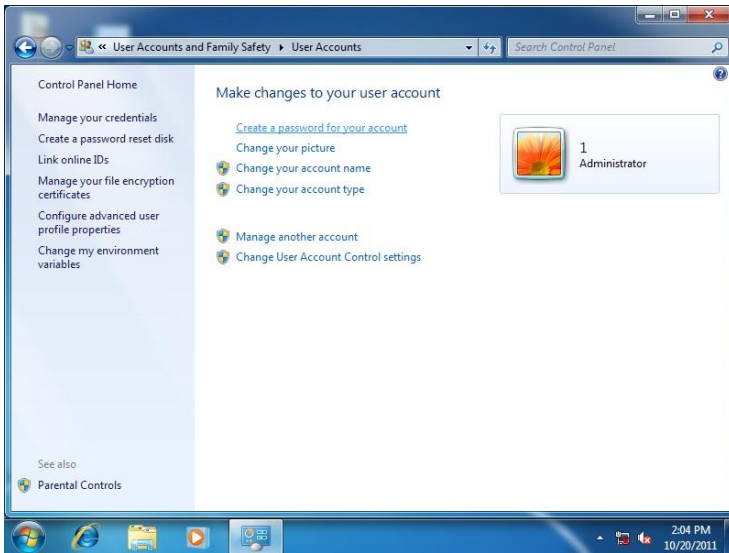 « User Accounts and Family Safety ▸ User Accounts
Search Control Panel
Control Panel Home
Manage your credentials
Create a password reset disk
Link online IDs
Manage your file encryption
certificates
Configure advanced user
profile properties
Change my environment
variables
See also
Parental Controls
Make changes to your user account
Create a password for your account
Change your picture
Change your account name
Change your account type
Manage another account
Change User Account Control settings
1
Administrator
2:04 PM
10/20/2011